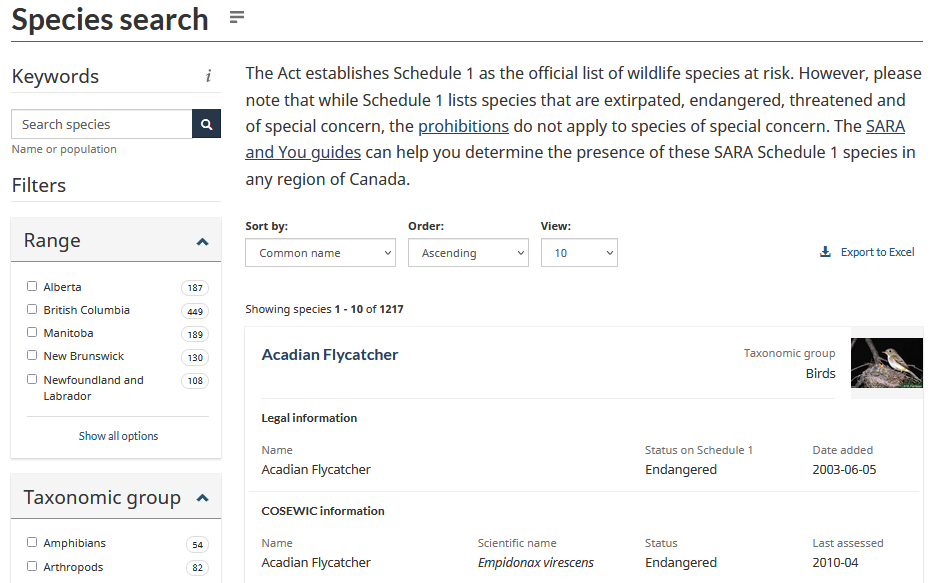 Species search
Keywords i
Search species
Name or population
Filters
Range
Alberta 187
British Columbia 449
Manitoba 189
New Brunswick 130
Newfoundland and 108
Labrador
Show all options
Taxonomic group
Amphibians 54
Arthropods 82
The Act establishes Schedule 1 as the official list of wildlife species at risk. However, please
note that while Schedule 1 lists species that are extirpated, endangered, threatened and
of special concern, the prohibitions do not apply to species of special concern. The SARA
and You guides can help you determine the presence of these SARA Schedule 1 species in
any region of Canada.
Sort by: Order: View:
Common name Ascending 10 Export to Excel
Showing species 1 - 10 of 1217
Acadian Flycatcher
Taxonomic group
Birds
Legal information
Name Status on Schedule 1 Date added
Acadian Flycatcher Endangered 2003-06-05
COSEWIC information
Name Scientific name Status Last assessed
Acadian Flycatcher Empidonax virescens Endangered 2010-04